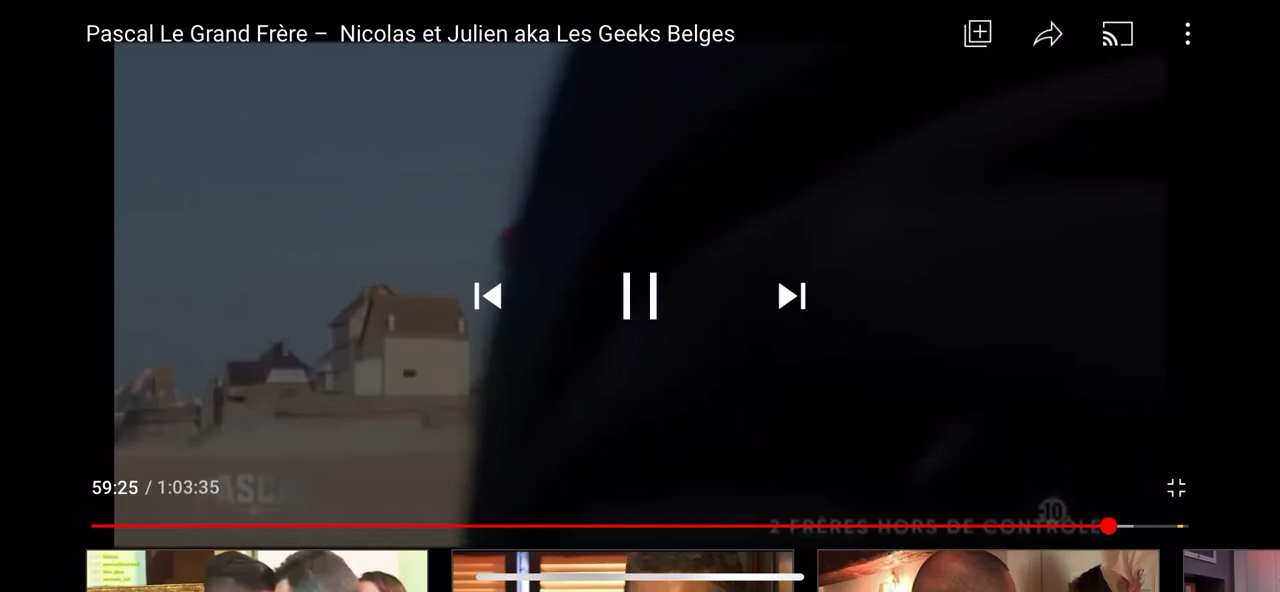 Pascal Le Grand Frère – Nicolas et Julien aka Les Geeks Belges
59:25 / 1:03:35
-10
2 FRÈRES HORS DE CONTRÔLE